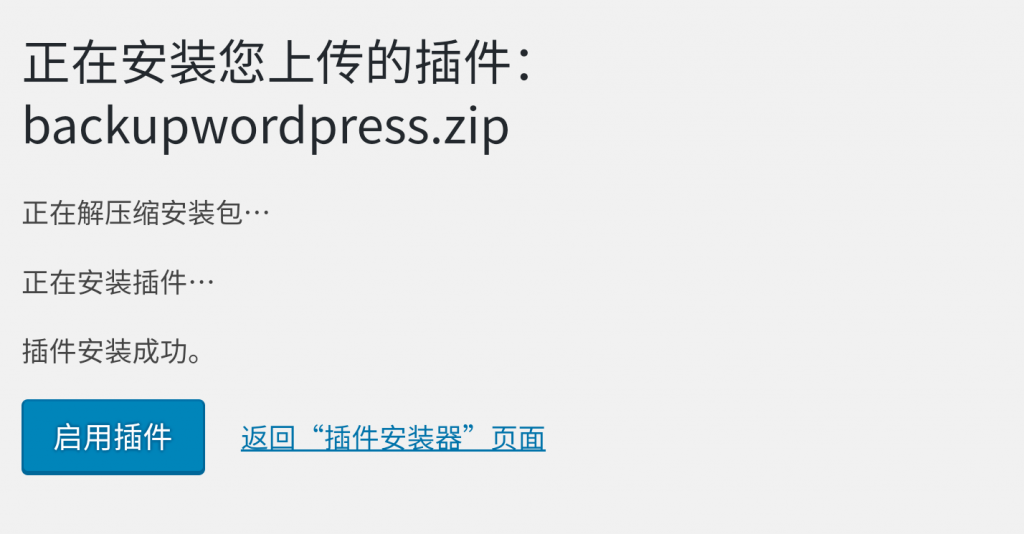 正在安装您上传的插件：
backupwordpress.zip
正在解压缩安装包…
正在安装插件…
插件安装成功。
启用插件 返回“插件安装器”页面